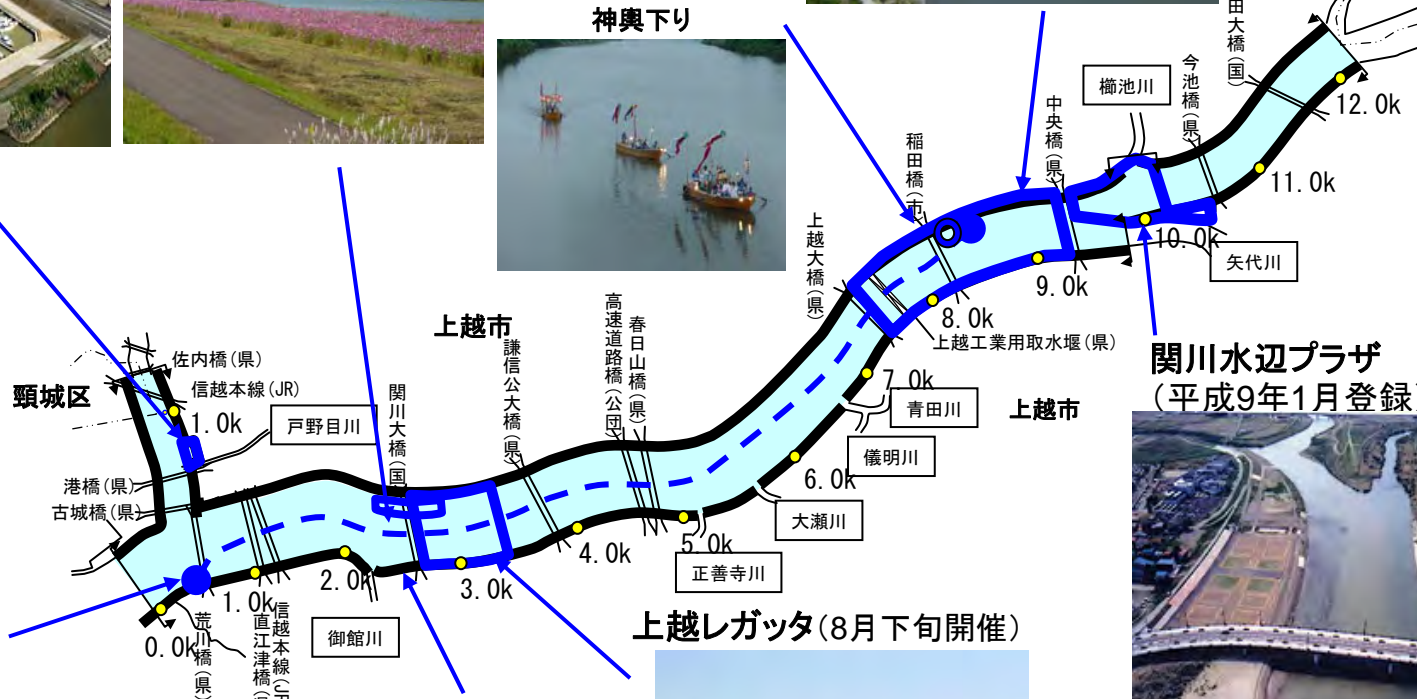 神輿下り
田大橋(国)
今池橋(県)
櫛池川
12.0k
中央橋(県)
稲田橋(市)
11.0k
上越大橋(県)
10.0k
矢代川
9.0k
8.0k
上越工業用取水堰(県)
関川水辺プラザ
(平成9年1月登録
上越市
高速道路橋(公団)
春日山橋(県)
謙信公大橋(県)
佐内橋(県)
信越本線(JR)
頸城区
1.0k
戸野目川
関川大橋(国)
7.0k
青田川
上越市
儀明川
6.0k
大瀬川
港橋(県)
古城橋(県)
5.0k
正善寺川
4.0k
3.0k
2.0k
1.0k
0.0k
荒川橋(県)
直江津橋(
信越本線(JR
御館川
上越レガッタ(8月下旬開催)